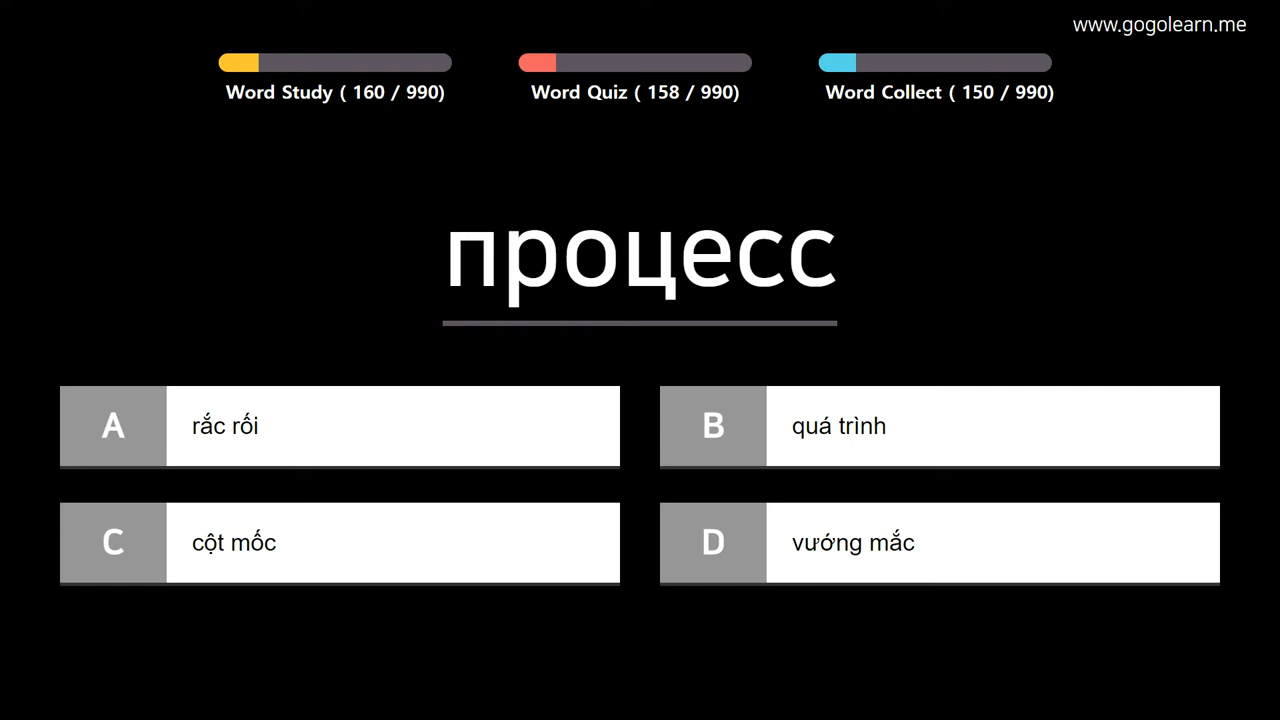 www.gogolearn.me
Word Study ( 160 / 990)
Word Quiz ( 158 / 990)
Word Collect ( 150 / 990)
процесс
A rắc rối
B quá trình
C cột mốc
D vướng mắc